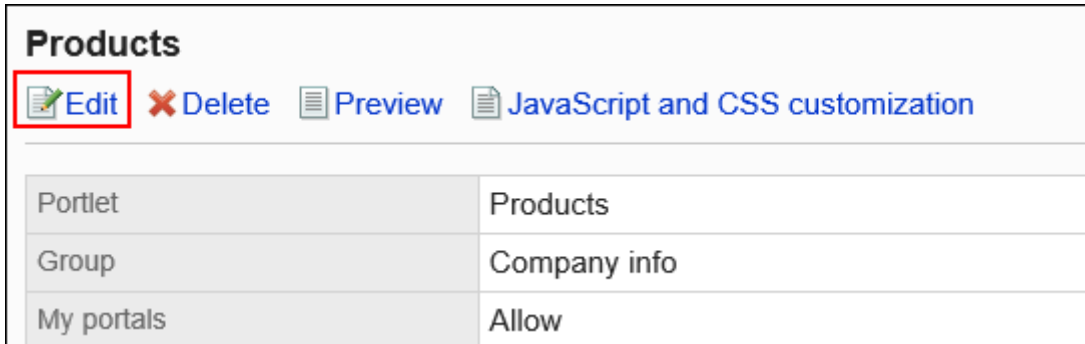 Products
Edit Delete Preview JavaScript and CSS customization
Portlet Products
Group Company info
My portals Allow